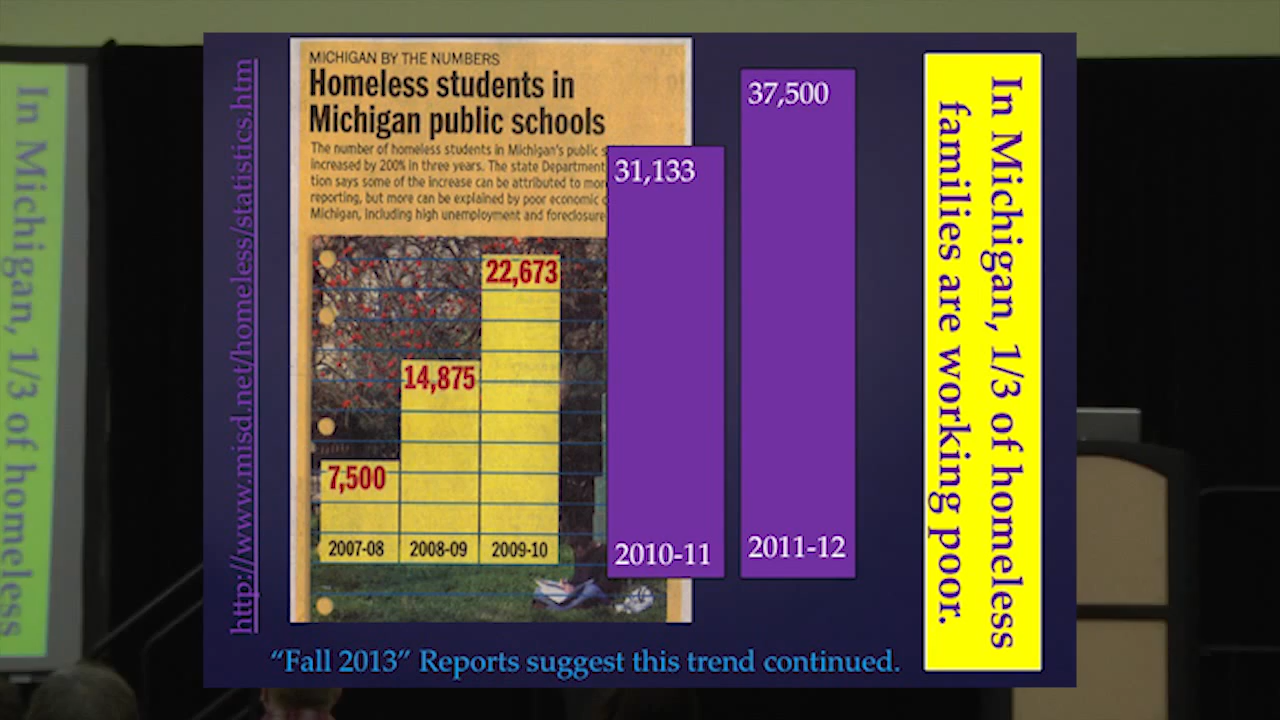 MICHIGAN BY THE NUMBERS
Homeless students in
Michigan public schools
The number of homeless students in Michigan's public
increased by 200% in three years. The state Department
tion says some of the increase can be attributed to
reporting, but more can be explained by poor economic
Michigan, including high unemployment and foreclosure
7,500
14,875
22,673
31,133
37,500
2007-08
2008-09
2009-10
2010-11
2011-12
http://www.misd.net/homeless/statistics.htm
In Michigan, 1/3 of homeless
families are working poor.
"Fall 2013" Reports suggest this trend continued.
In Michigan, 1/3 of homeless